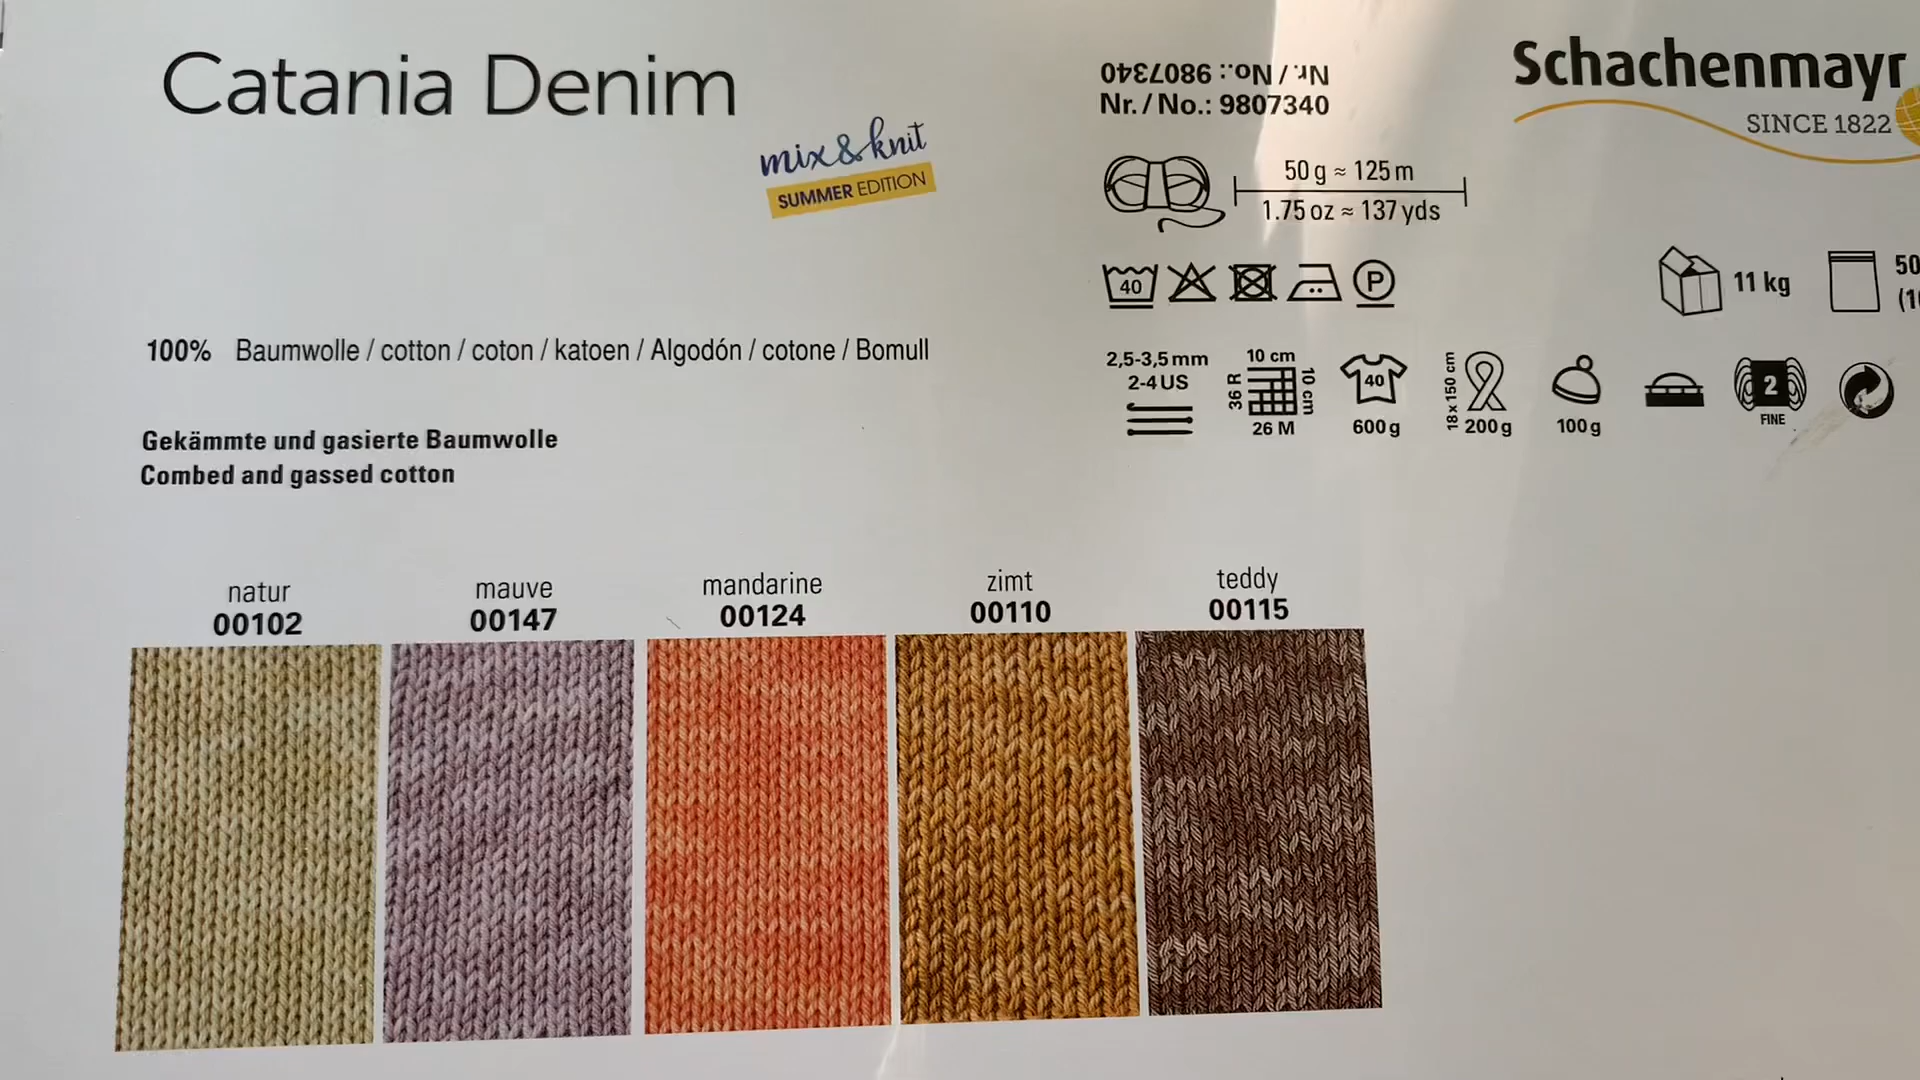 Catania Denim
mix&knit
SUMMER EDITION
Nr. / No.: 9807340
Nr. / No.: 9807340
Schachenmayr
SINCE 1822
50 g ≈ 125 m
1.75 oz ≈ 137 yds
40
P
11 kg
50
100% Baumwolle / cotton / coton / katoen / Algodón / cotone / Bomull
2,5-3,5 mm
2-4 US
10 cm
36 R
10 cm
26 M
40
600 g
18 x 150 cm
200 g
100 g
2
FINE
Gekämmte und gasierte Baumwolle
Combed and gassed cotton
natur
00102
mauve
00147
mandarine
00124
zimt
00110
teddy
00115